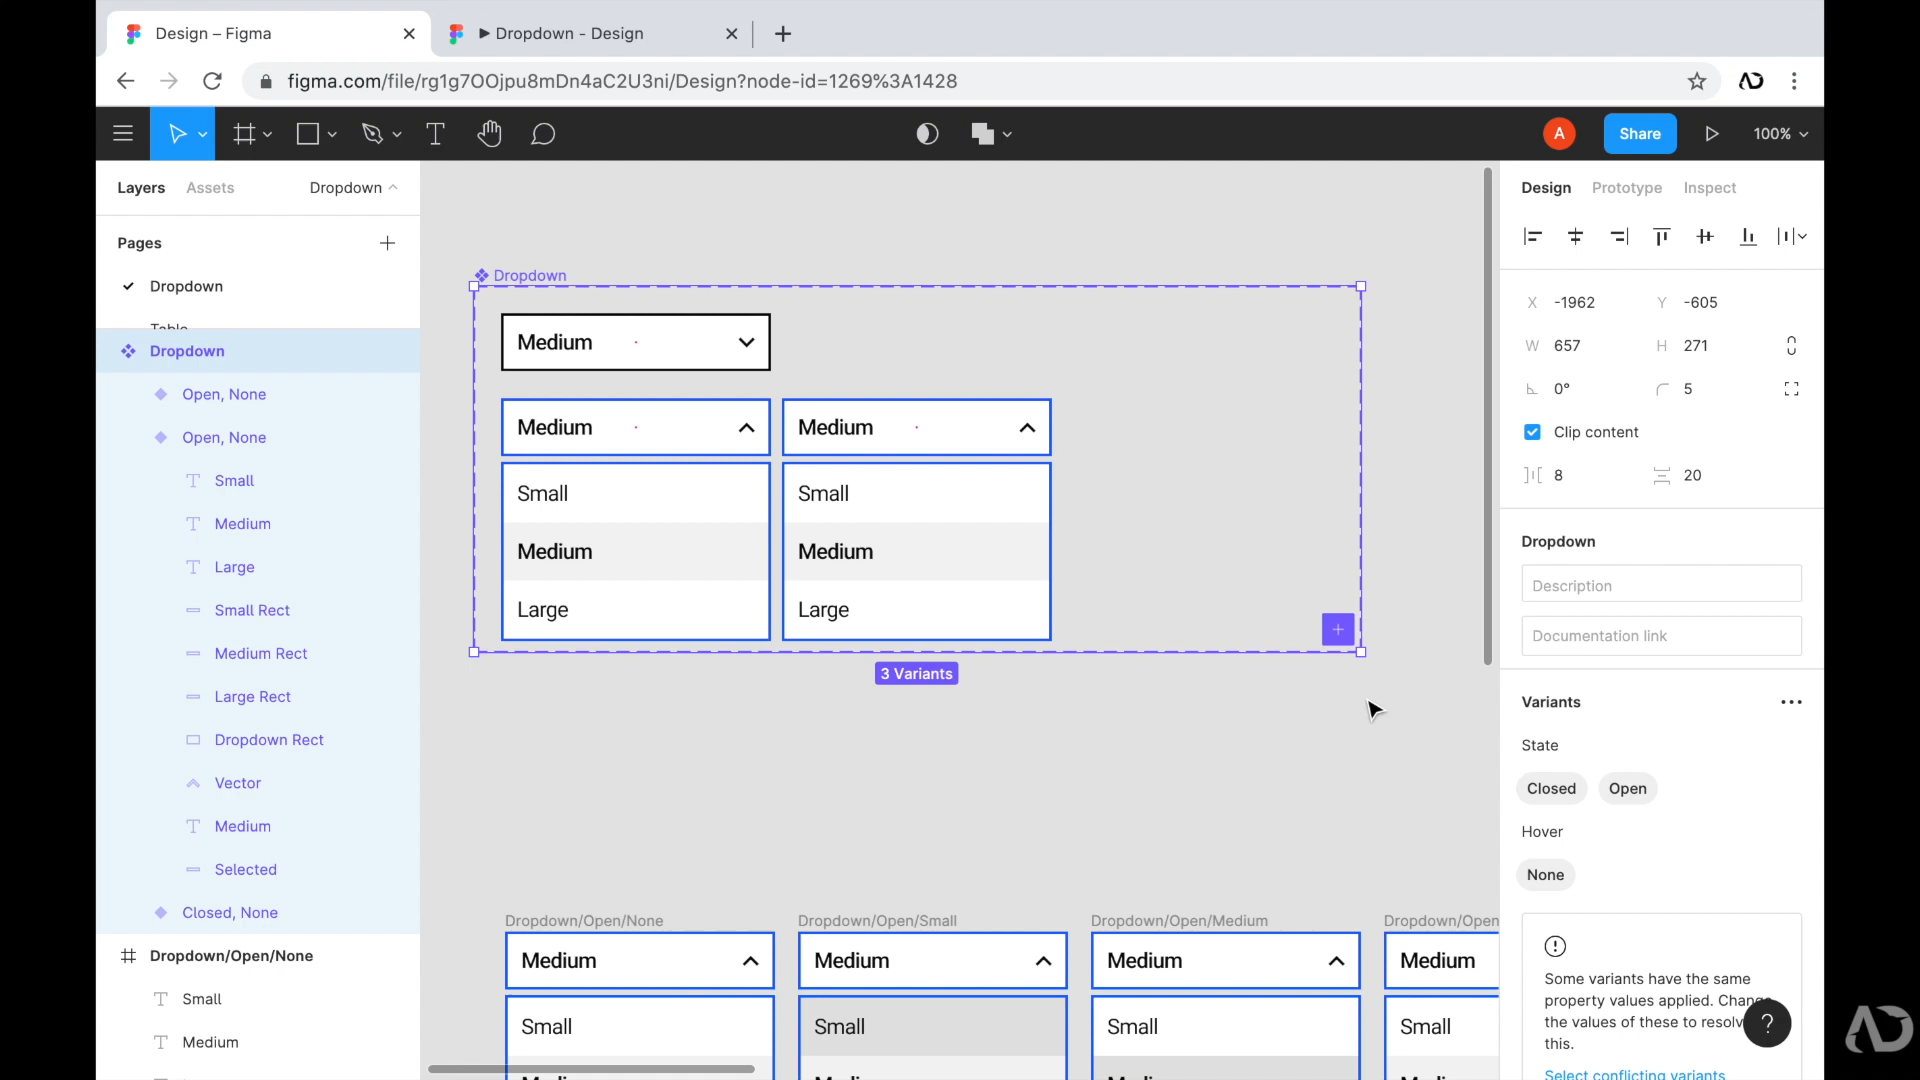 Design – Figma
▶ Dropdown - Design
figma.com/file/rg1g7OOjpu8mDn4aC2U3ni/Design?node-id=1269%3A1428
A
Share
100%
Layers
Assets
Dropdown
Pages
Dropdown
Table
Dropdown
Open, None
Open, None
Small
Medium
Large
Small Rect
Medium Rect
Large Rect
Dropdown Rect
Vector
Medium
Selected
Closed, None
Dropdown/Open/None
Small
Medium
Dropdown
Medium
Medium
Medium
Small
Small
Medium
Medium
Large
Large
3 Variants
Dropdown/Open/None
Dropdown/Open/Small
Dropdown/Open/Medium
Dropdown/Open
Medium
Medium
Medium
Medium
Small
Small
Small
Small
Design
Prototype
Inspect
X -1962
Y -605
W 657
H 271
0°
5
Clip content
8
20
Dropdown
Description
Documentation link
Variants
State
Closed
Open
Hover
None
Some variants have the same
property values applied. Change
the values of these to resolve
this.
Select conflicting variants
?